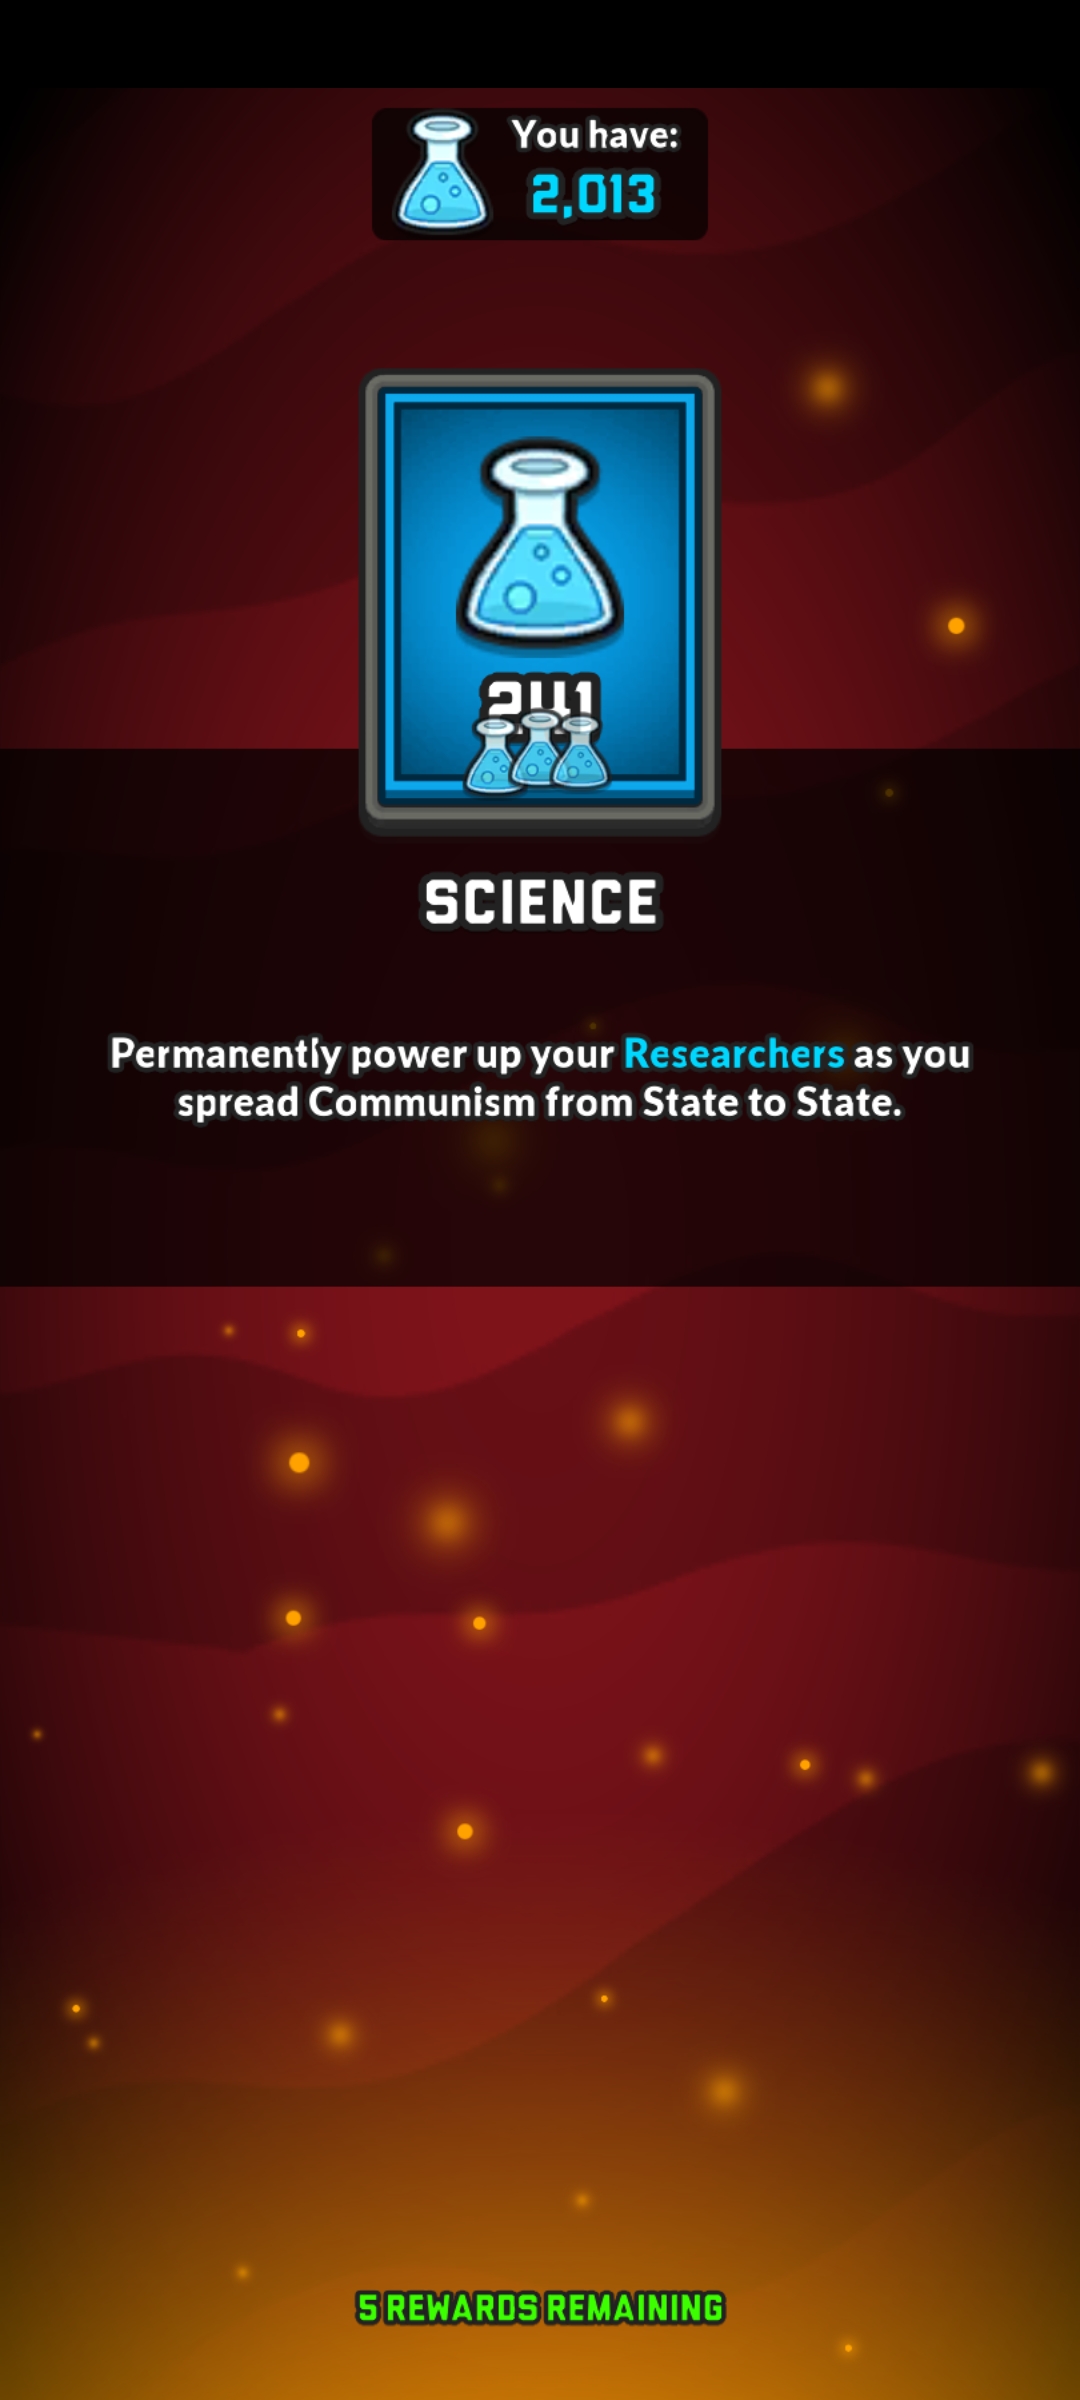 You have:
2,013
241
SCIENCE
Permanently power up your Researchers as you
spread Communism from State to State.
5 REWARDS REMAINING